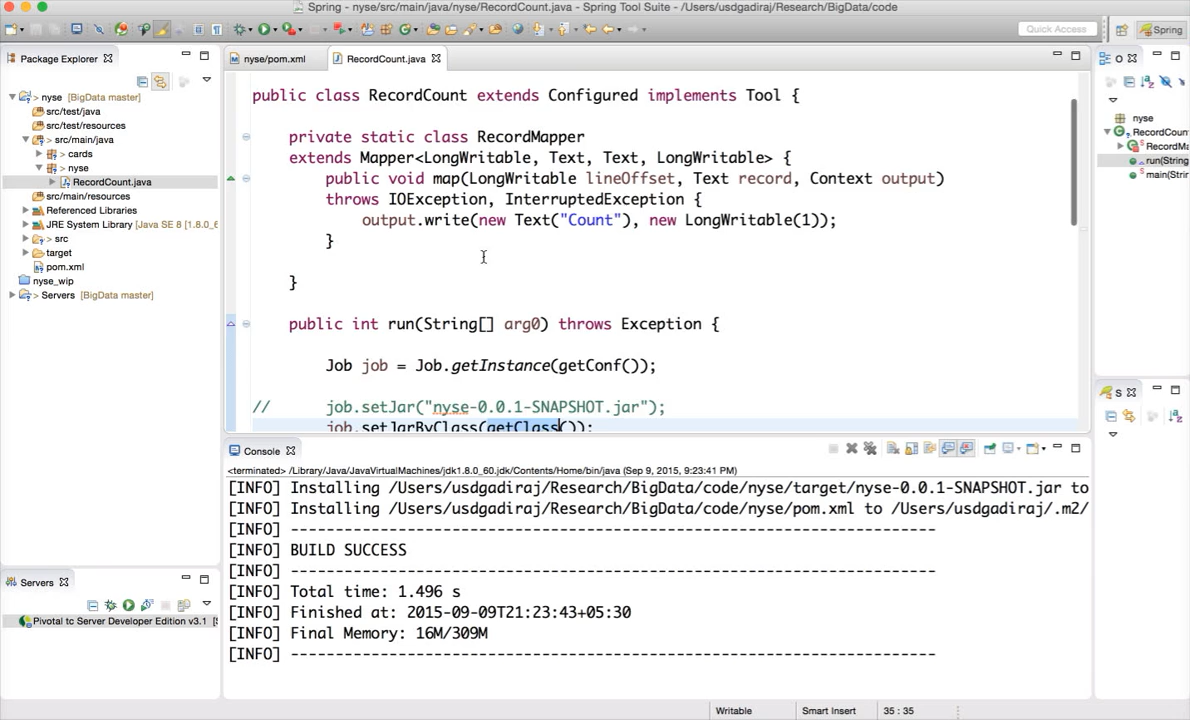 Spring - nyse/src/main/java/nyse/RecordCount.java - Spring Tool Suite - /Users/usdgadiraj/Research/BigData/code
Quick Access
Spring
Package Explorer
nyse [BigData master]
src/test/java
src/test/resources
src/main/java
cards
nyse
RecordCount.java
src/main/resources
Referenced Libraries
JRE System Library [Java SE 8 [1.8.0_6
src
target
pom.xml
nyse_wip
Servers [BigData master]
nyse/pom.xml
RecordCount.java
public class RecordCount extends Configured implements Tool {
private static class RecordMapper
extends Mapper<LongWritable, Text, Text, LongWritable> {
public void map(LongWritable lineOffset, Text record, Context output)
throws IOException, InterruptedException {
output.write(new Text("Count"), new LongWritable(1));
}
}
public int run(String[] arg0) throws Exception {
Job job = Job.getInstance(getConf());
// job.setJar("nyse-0.0.1-SNAPSHOT.jar");
job.setJarByClass(getClass());
O
nyse
RecordCount
RecordMa
run(String
main(Stri
S
Console
<terminated> /Library/Java/JavaVirtualMachines/jdk1.8.0_60.jdk/Contents/Home/bin/java (Sep 9, 2015, 9:23:41 PM)
[INFO] Installing /Users/usdgadiraj/Research/BigData/code/nyse/target/nyse-0.0.1-SNAPSHOT.jar to
[INFO] Installing /Users/usdgadiraj/Research/BigData/code/nyse/pom.xml to /Users/usdgadiraj/.m2/
[INFO] ------------------------------------------------------------------------
[INFO] BUILD SUCCESS
[INFO] ------------------------------------------------------------------------
[INFO] Total time: 1.496 s
[INFO] Finished at: 2015-09-09T21:23:43+05:30
[INFO] Final Memory: 16M/309M
[INFO] ------------------------------------------------------------------------
Servers
Pivotal tc Server Developer Edition v3.1 [S
Writable
Smart Insert
35 : 35